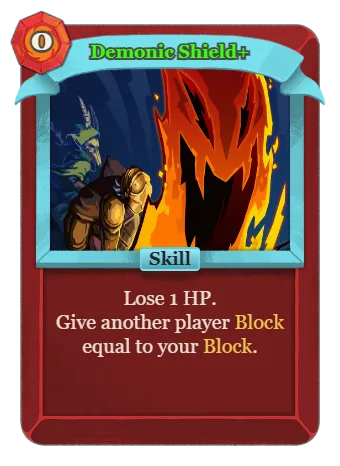 0
Demonic Shield+
Skill
Lose 1 HP.
Give another player Block
equal to your Block.